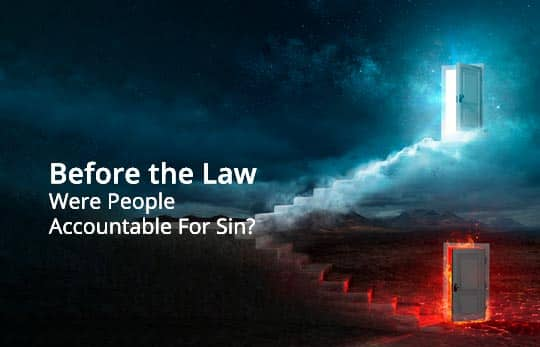 Before the Law
Were People
Accountable For Sin?